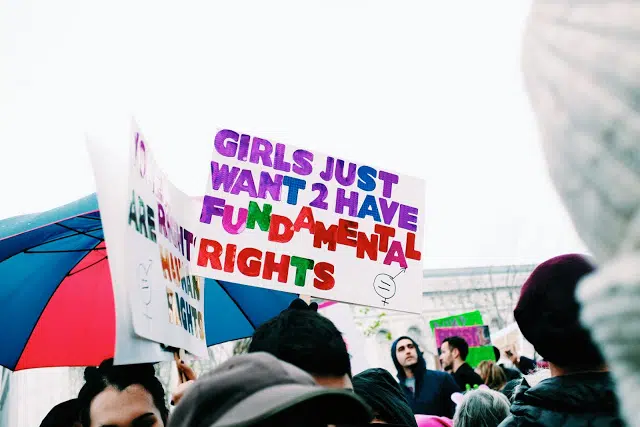 GIRLS JUST
WANT 2 HAVE
FUNDAMENTAL
RIGHTS
ARE
HUMAN
RIGHTS